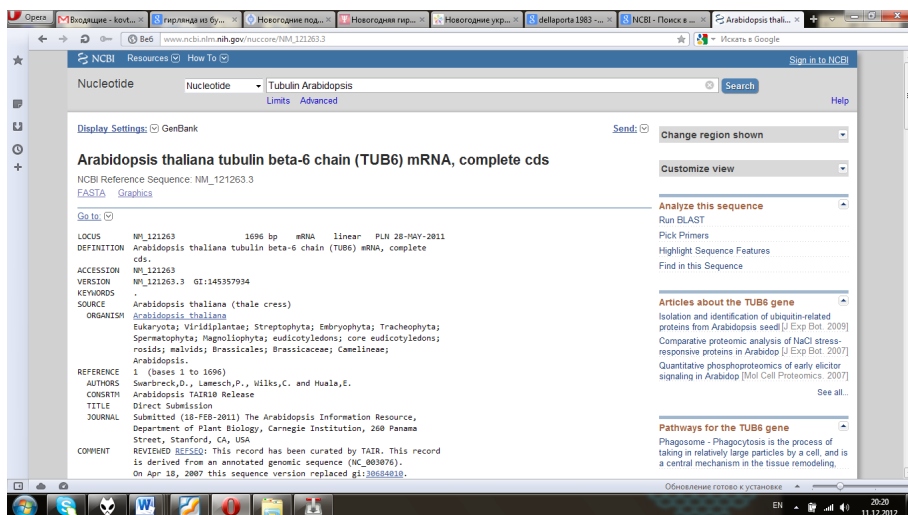 Opera
Входящие - kovt...
гирлянда из бу...
Новогодние под...
Новогодняя гир...
Новогодние укр...
dellaporta 1983 - ...
NCBI - Поиск в ...
Arabidopsis thali...
Веб
www.ncbi.nlm.nih.gov/nuccore/NM_121263.3
Искать в Google
NCBI Resources How To
Sign in to NCBI
Nucleotide
Nucleotide
Tubulin Arabidopsis
Search
Limits Advanced
Help
Display Settings: GenBank
Send:
Arabidopsis thaliana tubulin beta-6 chain (TUB6) mRNA, complete cds
NCBI Reference Sequence: NM_121263.3
FASTA Graphics
Go to:
LOCUS NM_121263 1696 bp mRNA linear PLN 28-MAY-2011
DEFINITION Arabidopsis thaliana tubulin beta-6 chain (TUB6) mRNA, complete
cds.
ACCESSION NM_121263
VERSION NM_121263.3 GI:145357934
KEYWORDS .
SOURCE Arabidopsis thaliana (thale cress)
ORGANISM Arabidopsis thaliana
Eukaryota; Viridiplantae; Streptophyta; Embryophyta; Tracheophyta;
Spermatophyta; Magnoliophyta; eudicotyledons; core eudicotyledons;
rosids; malvids; Brassicales; Brassicaceae; Camelineae;
Arabidopsis.
REFERENCE 1 (bases 1 to 1696)
AUTHORS Swarbreck,D., Lamesch,P., Wilks,C. and Huala,E.
CONSRTM Arabidopsis TAIR10 Release
TITLE Direct Submission
JOURNAL Submitted (18-FEB-2011) The Arabidopsis Information Resource,
Department of Plant Biology, Carnegie Institution, 260 Panama
Street, Stanford, CA, USA
COMMENT REVIEWED REFSEQ: This record has been curated by TAIR. This record
is derived from an annotated genomic sequence (NC_003076).
On Apr 18, 2007 this sequence version replaced gi:30684010.
Change region shown
Customize view
Analyze this sequence
Run BLAST
Pick Primers
Highlight Sequence Features
Find in this Sequence
Articles about the TUB6 gene
Isolation and identification of ubiquitin-related
proteins from Arabidopsis seedl [J Exp Bot. 2009]
Comparative proteomic analysis of NaCl stress-
responsive proteins in Arabidop [J Exp Bot. 2007]
Quantitative phosphoproteomics of early elicitor
signaling in Arabidop [Mol Cell Proteomics. 2007]
See all...
Pathways for the TUB6 gene
Phagosome - Phagocytosis is the process of
taking in relatively large particles by a cell, and is
a central mechanism in the tissue remodeling,
Обновление готово к установке
EN
20:20
11.12.2012